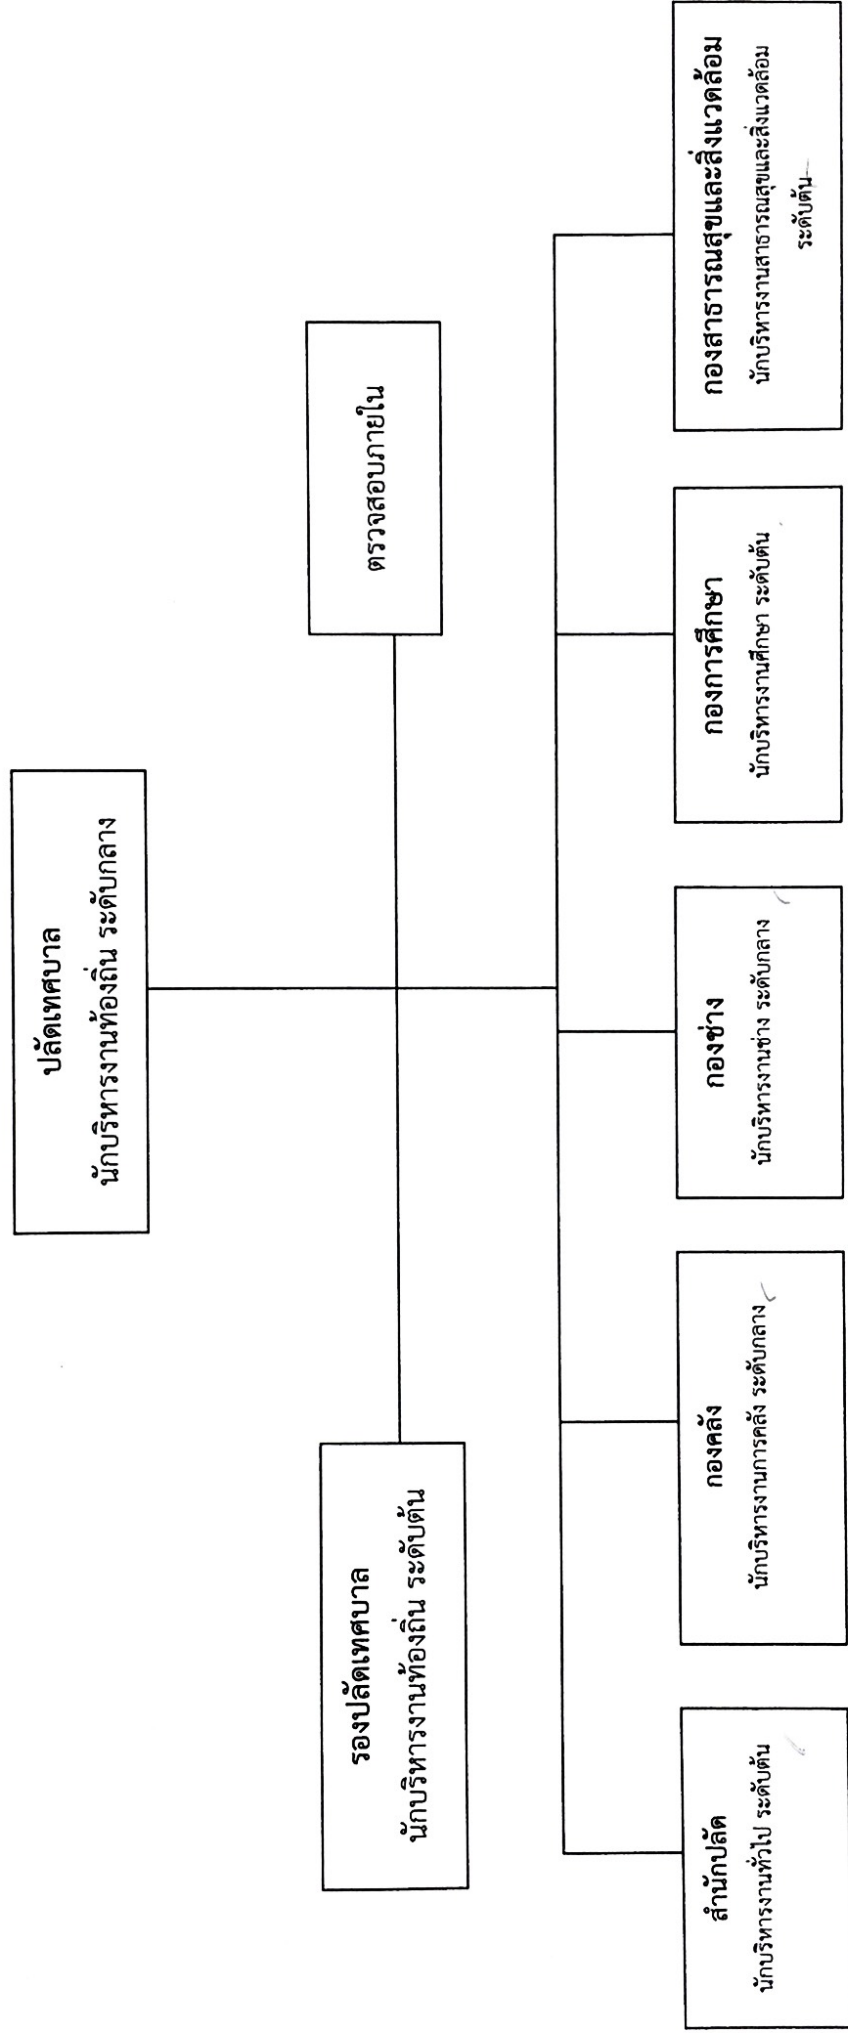 ปลัดเทศบาล
นักบริหารงานท้องถิ่น ระดับกลาง
รองปลัดเทศบาล
นักบริหารงานท้องถิ่น ระดับต้น
ตรวจสอบภายใน
สำนักปลัด
นักบริหารงานทั่วไป ระดับต้น
กองคลัง
นักบริหารงานการคลัง ระดับกลาง
กองช่าง
นักบริหารงานช่าง ระดับกลาง
กองการศึกษา
นักบริหารงานศึกษา ระดับต้น
กองสาธารณสุขและสิ่งแวดล้อม
นักบริหารงานสาธารณสุขและสิ่งแวดล้อม
ระดับต้น